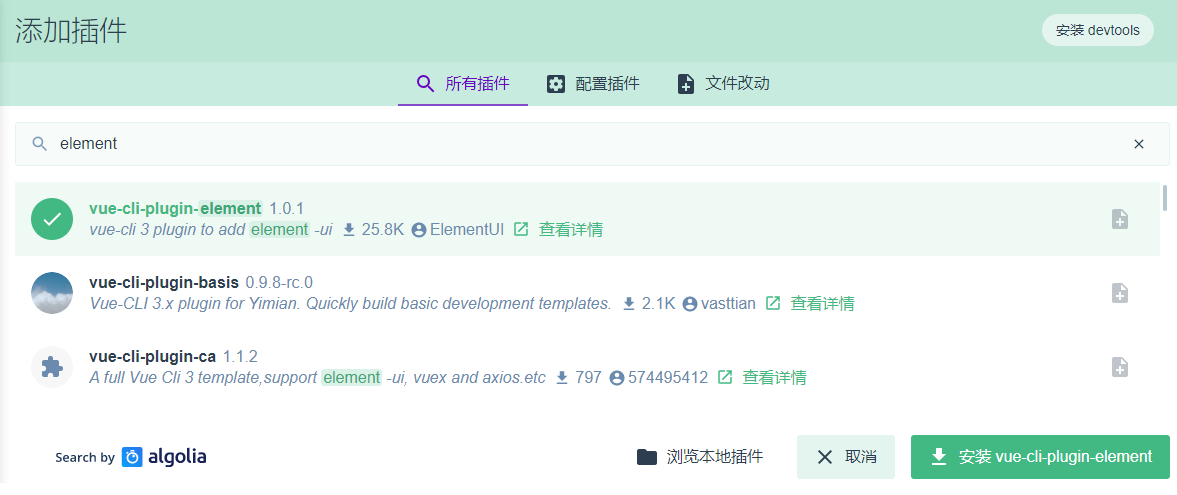 添加插件
安装 devtools
所有插件 配置插件 文件改动
element
vue-cli-plugin-element 1.0.1
vue-cli 3 plugin to add element -ui 25.8K ElementUI 查看详情
vue-cli-plugin-basis 0.9.8-rc.0
Vue-CLI 3.x plugin for Yimian. Quickly build basic development templates. 2.1K vasttian 查看详情
vue-cli-plugin-ca 1.1.2
A full Vue Cli 3 template,support element -ui, vuex and axios.etc 797 574495412 查看详情
Search by algolia 浏览本地插件 取消 安装 vue-cli-plugin-element